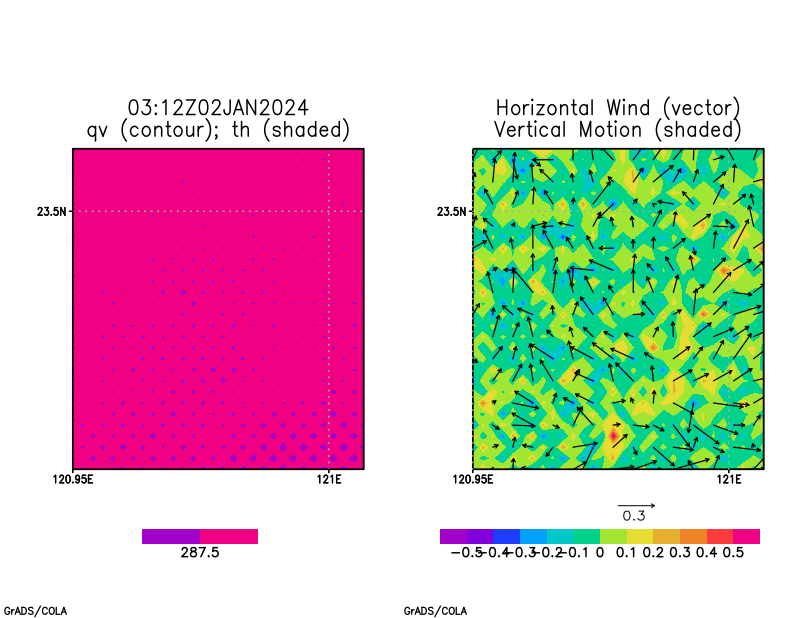 03:12Z02JAN2024
qv (contour); th (shaded)
23.5N
120.95E
121E
287.5
GrADS/COLA
Horizontal Wind (vector)
Vertical Motion (shaded)
23.5N
120.95E
121E
0.3
-0.5 -0.4 -0.3 -0.2 -0.1 0 0.1 0.2 0.3 0.4 0.5
GrADS/COLA